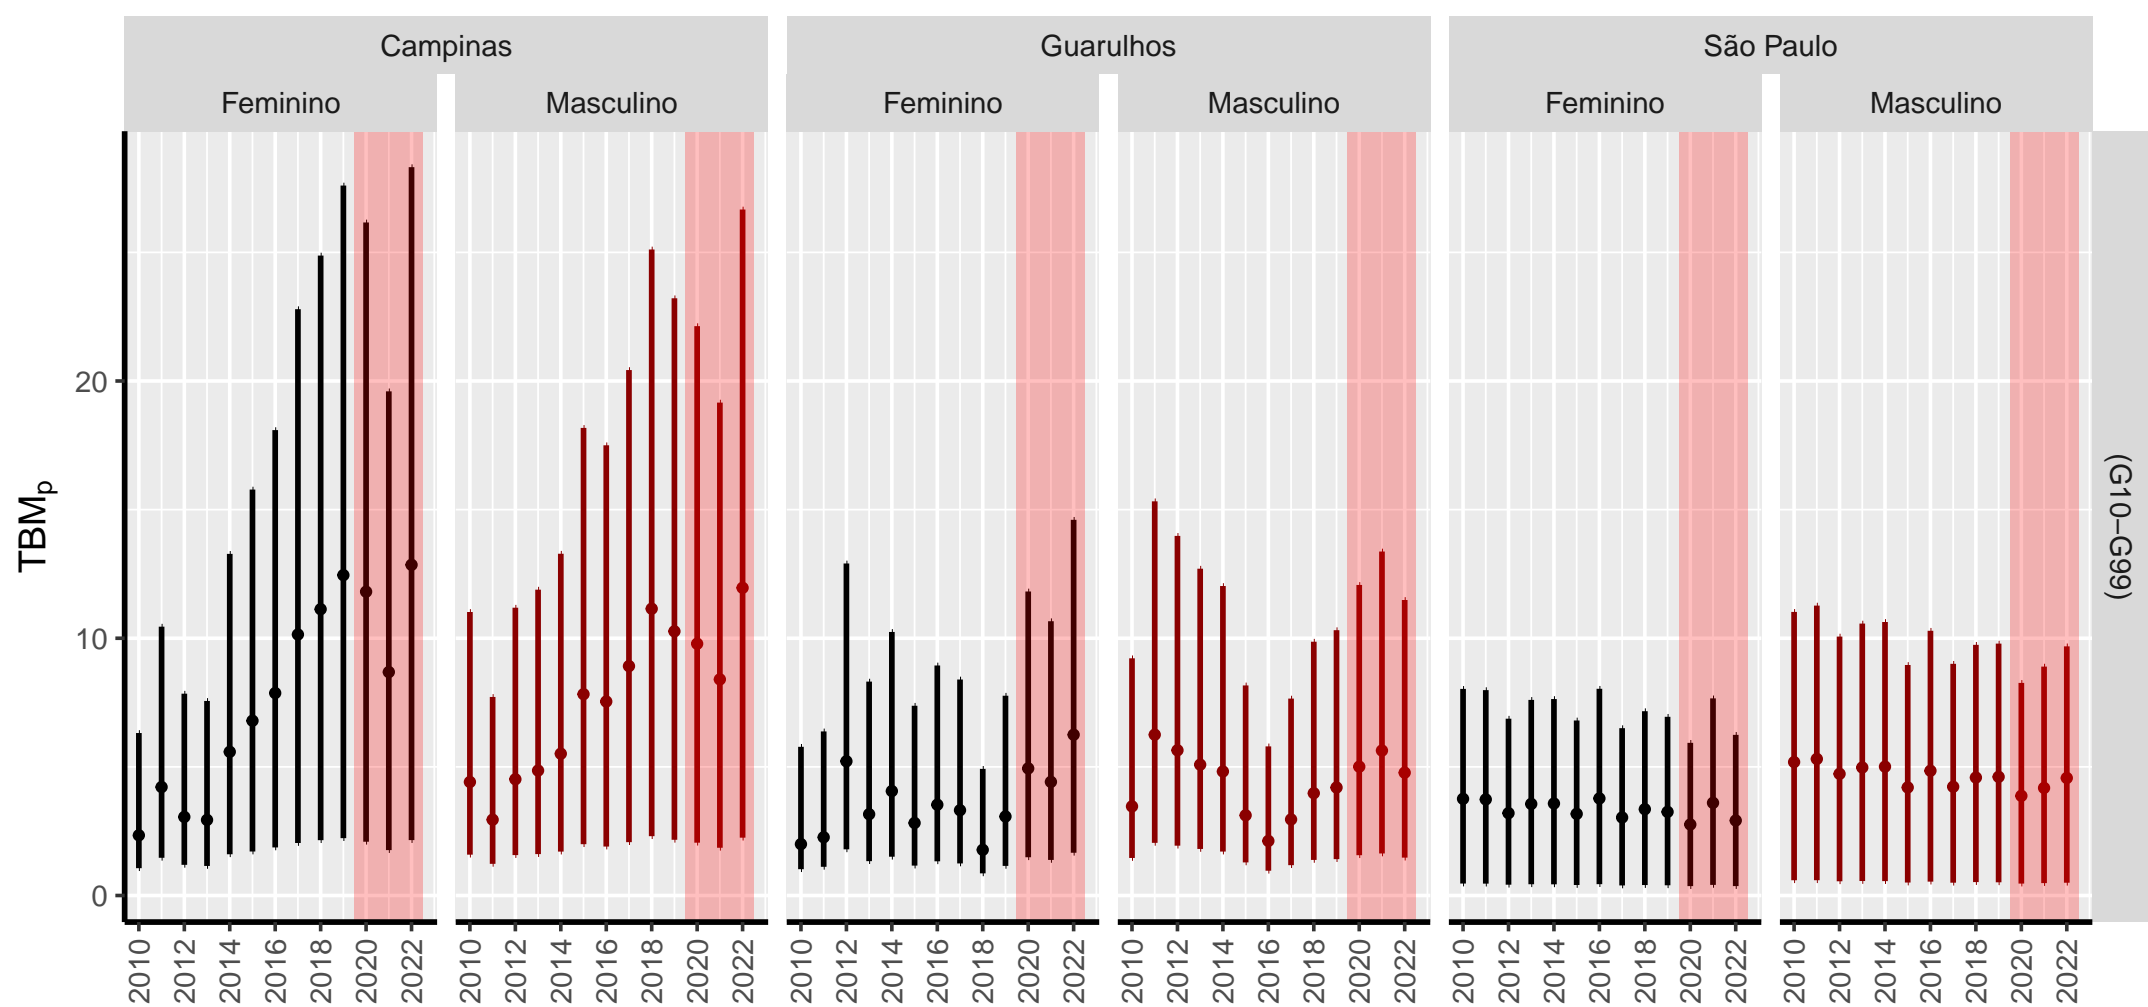 Campinas Guarulhos São Paulo
Feminino Masculino Feminino Masculino Feminino Masculino
TBMp
20
10
0
(G10−G99)
2010 2012 2014 2016 2018 2020 2022 2010 2012 2014 2016 2018 2020 2022 2010 2012 2014 2016 2018 2020 2022 2010 2012 2014 2016 2018 2020 2022 2010 2012 2014 2016 2018 2020 2022 2010 2012 2014 2016 2018 2020 2022